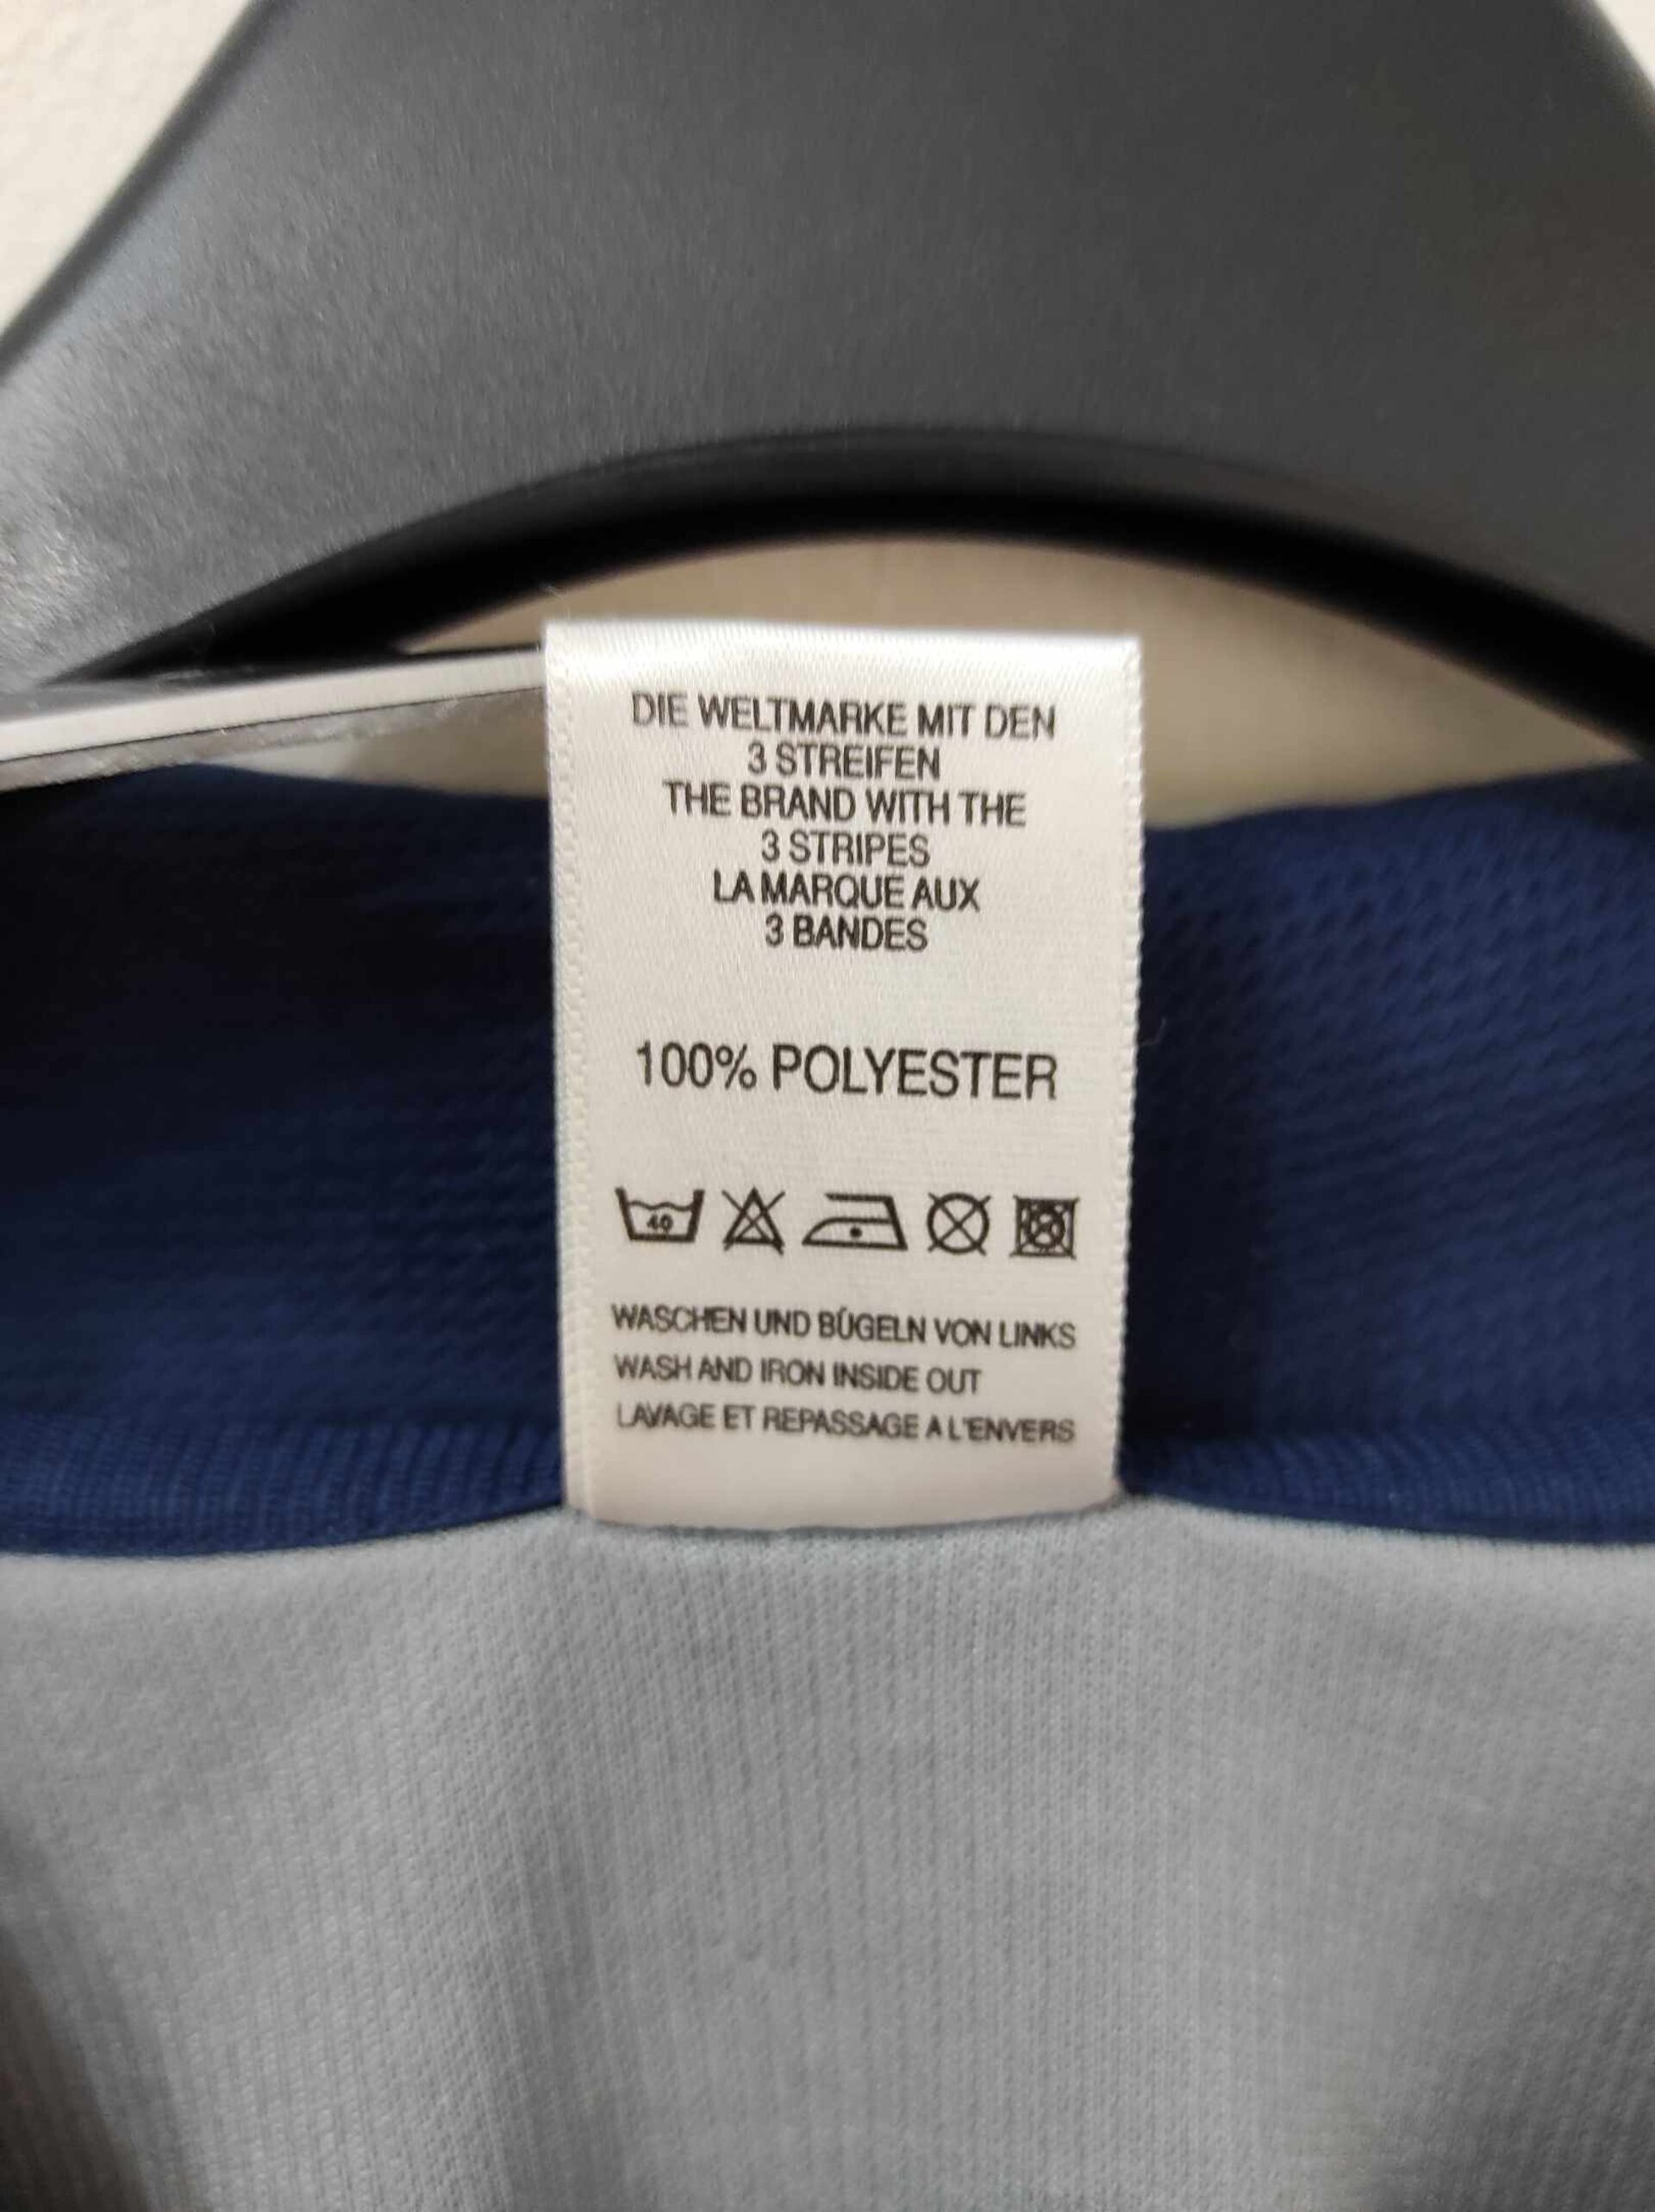 DIE WELTMARKE MIT DEN
3 STREIFEN
THE BRAND WITH THE
3 STRIPES
LA MARQUE AUX
3 BANDES
100% POLYESTER
40
WASCHEN UND BÜGELN VON LINKS
WASH AND IRON INSIDE OUT
LAVAGE ET REPASSAGE A L'ENVERS